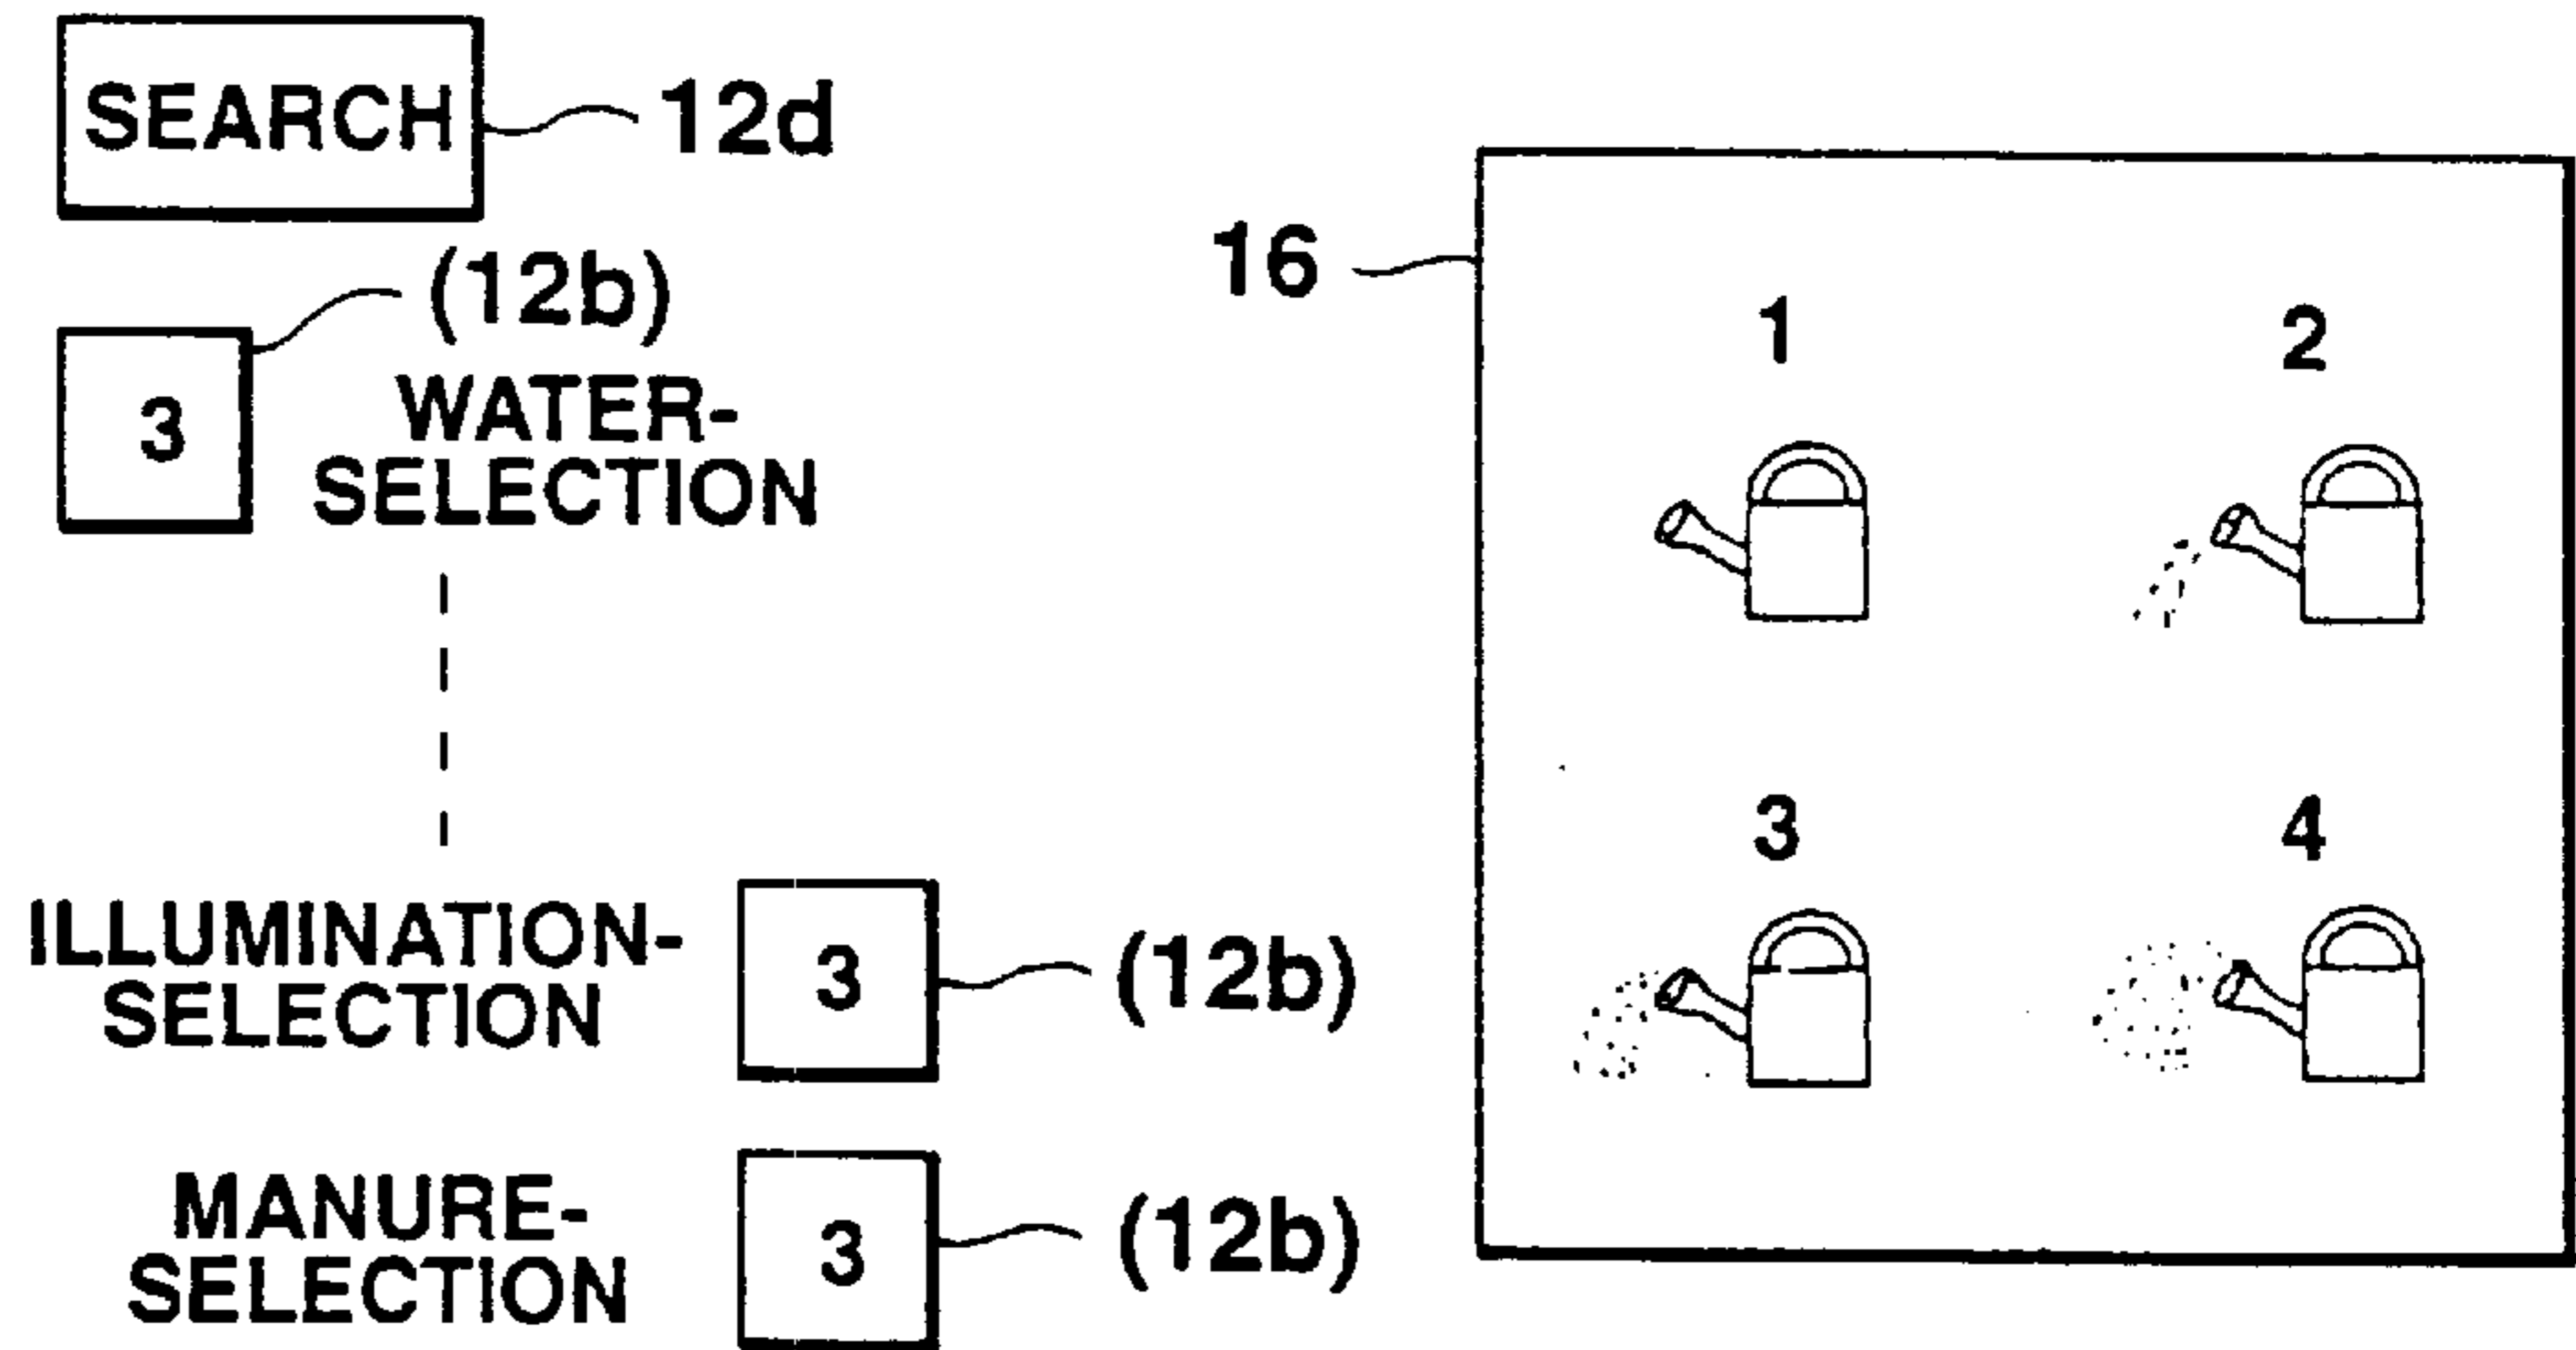 SEARCH 12d
(12b)
3 WATER-
SELECTION
ILLUMINATION-
SELECTION 3 (12b)
MANURE-
SELECTION 3 (12b)
16
1 2
3 4